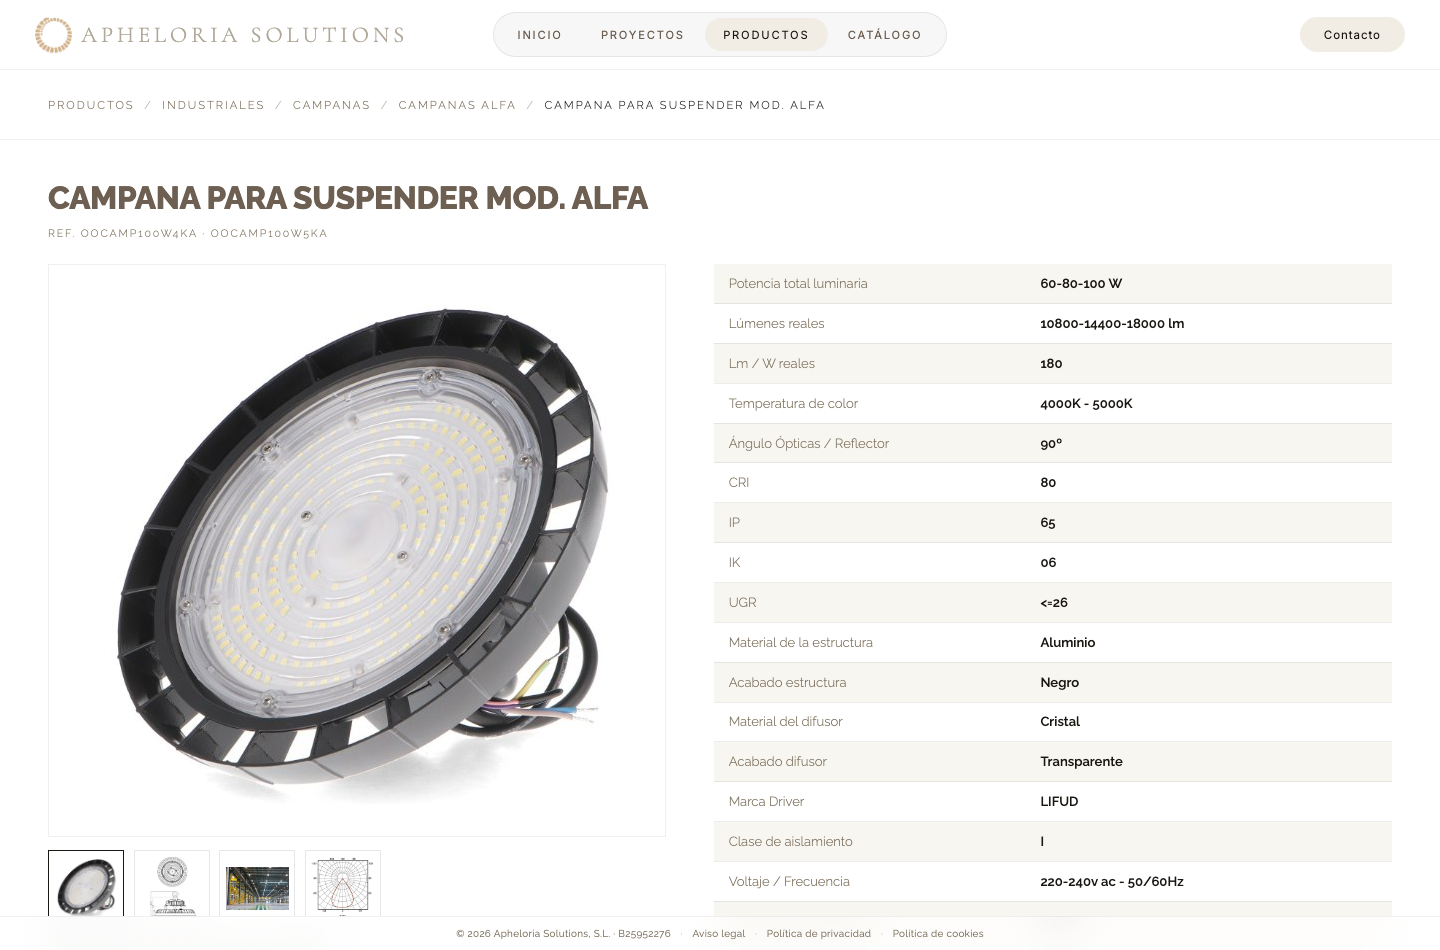 APHELORIA SOLUTIONS
INICIO
PROYECTOS
PRODUCTOS
CATÁLOGO
Contacto
PRODUCTOS / INDUSTRIALES / CAMPANAS / CAMPANAS ALFA / CAMPANA PARA SUSPENDER MOD. ALFA
CAMPANA PARA SUSPENDER MOD. ALFA
REF. OOCAMP100W4KA · OOCAMP100W5KA
Potencia total luminaria 60-80-100 W
Lúmenes reales 10800-14400-18000 lm
Lm / W reales 180
Temperatura de color 4000K - 5000K
Ángulo Ópticas / Reflector 90º
CRI 80
IP 65
IK 06
UGR <=26
Material de la estructura Aluminio
Acabado estructura Negro
Material del difusor Cristal
Acabado difusor Transparente
Marca Driver LIFUD
Clase de aislamiento I
Voltaje / Frecuencia 220-240v ac - 50/60Hz
© 2026 Apheloria Solutions, S.L. · B25952276 · Aviso legal · Política de privacidad · Política de cookies